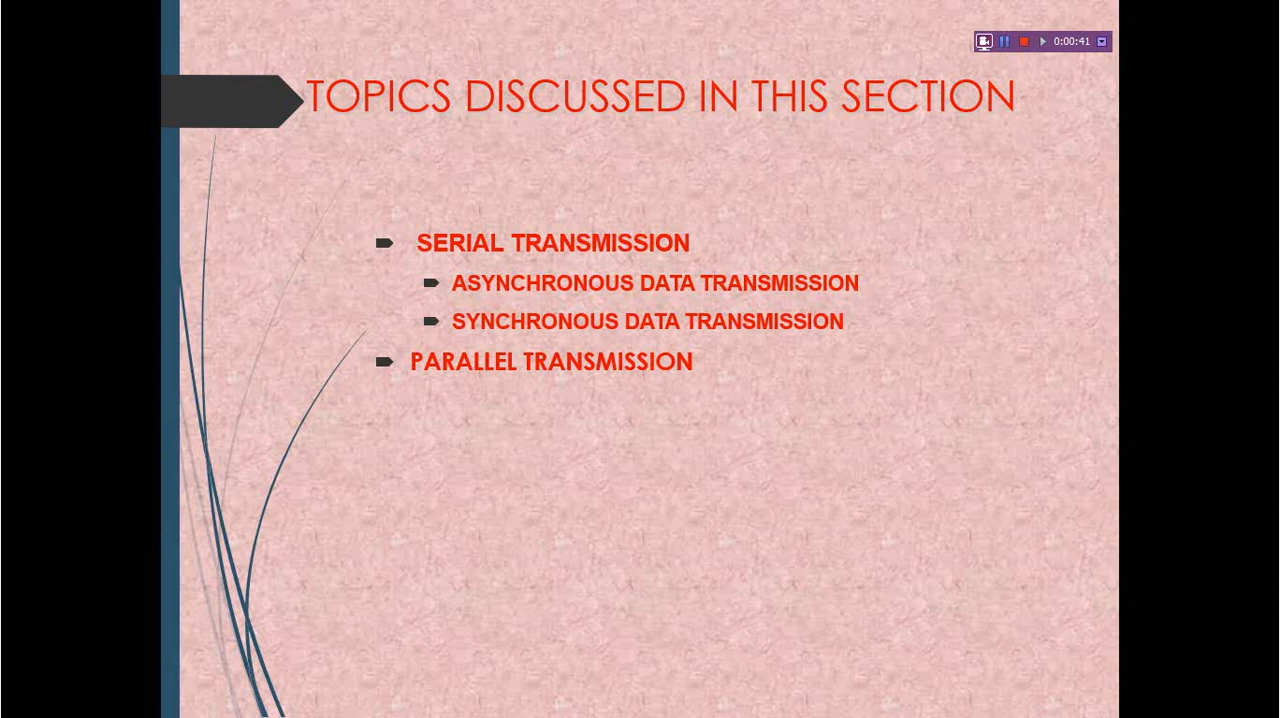 0:00:41
TOPICS DISCUSSED IN THIS SECTION
SERIAL TRANSMISSION
ASYNCHRONOUS DATA TRANSMISSION
SYNCHRONOUS DATA TRANSMISSION
PARALLEL TRANSMISSION